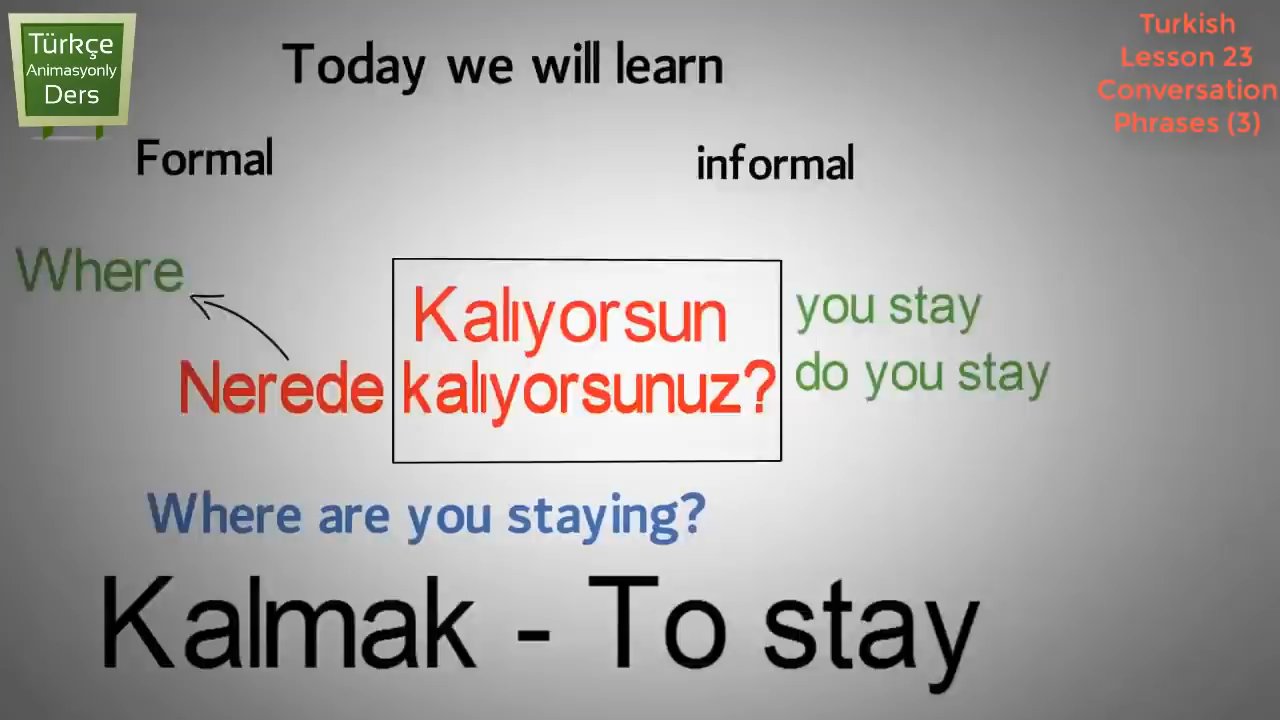 Türkçe
Animasyonly
Ders
Today we will learn
Turkish
Lesson 23
Conversation
Phrases (3)
Formal
informal
Where
Kalıyorsun
you stay
Nerede kalıyorsunuz?
do you stay
Where are you staying?
Kalmak - To stay